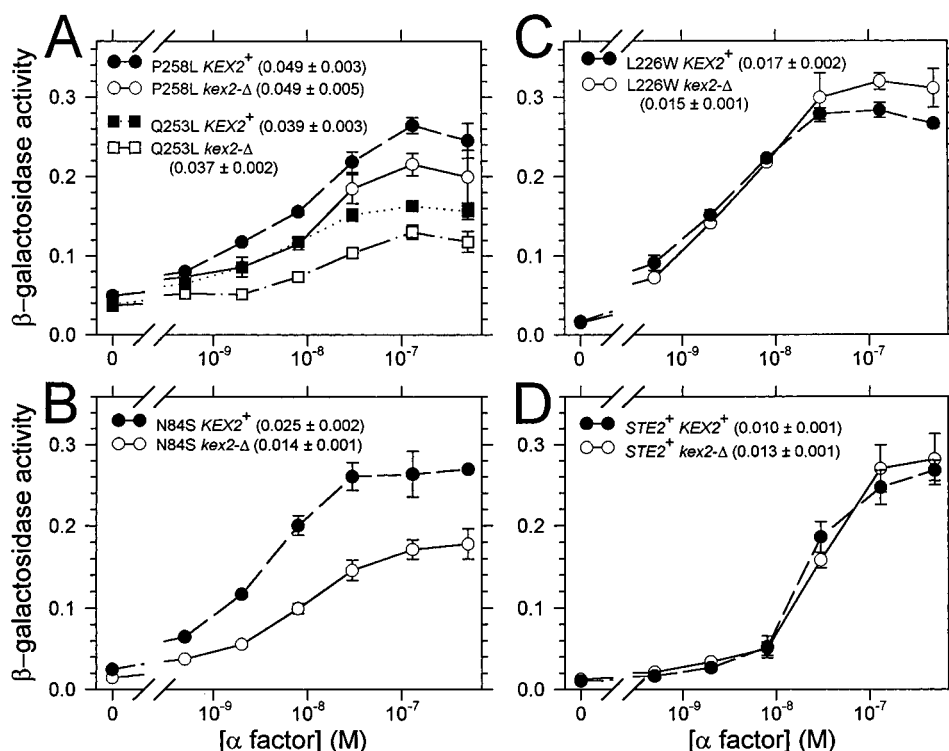 A
P258L KEX2+ (0.049 ± 0.003)
P258L kex2-Δ (0.049 ± 0.005)
Q253L KEX2+ (0.039 ± 0.003)
Q253L kex2-Δ
(0.037 ± 0.002)
β–galactosidase activity
0.3
0.2
0.1
0.0
0
10⁻⁹
10⁻⁸
10⁻⁷
C
L226W KEX2+ (0.017 ± 0.002)
L226W kex2-Δ
(0.015 ± 0.001)
0.3
0.2
0.1
0.0
0
10⁻⁹
10⁻⁸
10⁻⁷
B
N84S KEX2+ (0.025 ± 0.002)
N84S kex2-Δ (0.014 ± 0.001)
β–galactosidase activity
0.3
0.2
0.1
0.0
0
10⁻⁹
10⁻⁸
10⁻⁷
[α factor] (M)
D
STE2+ KEX2+ (0.010 ± 0.001)
STE2+ kex2-Δ (0.013 ± 0.001)
0.3
0.2
0.1
0.0
0
10⁻⁹
10⁻⁸
10⁻⁷
[α factor] (M)